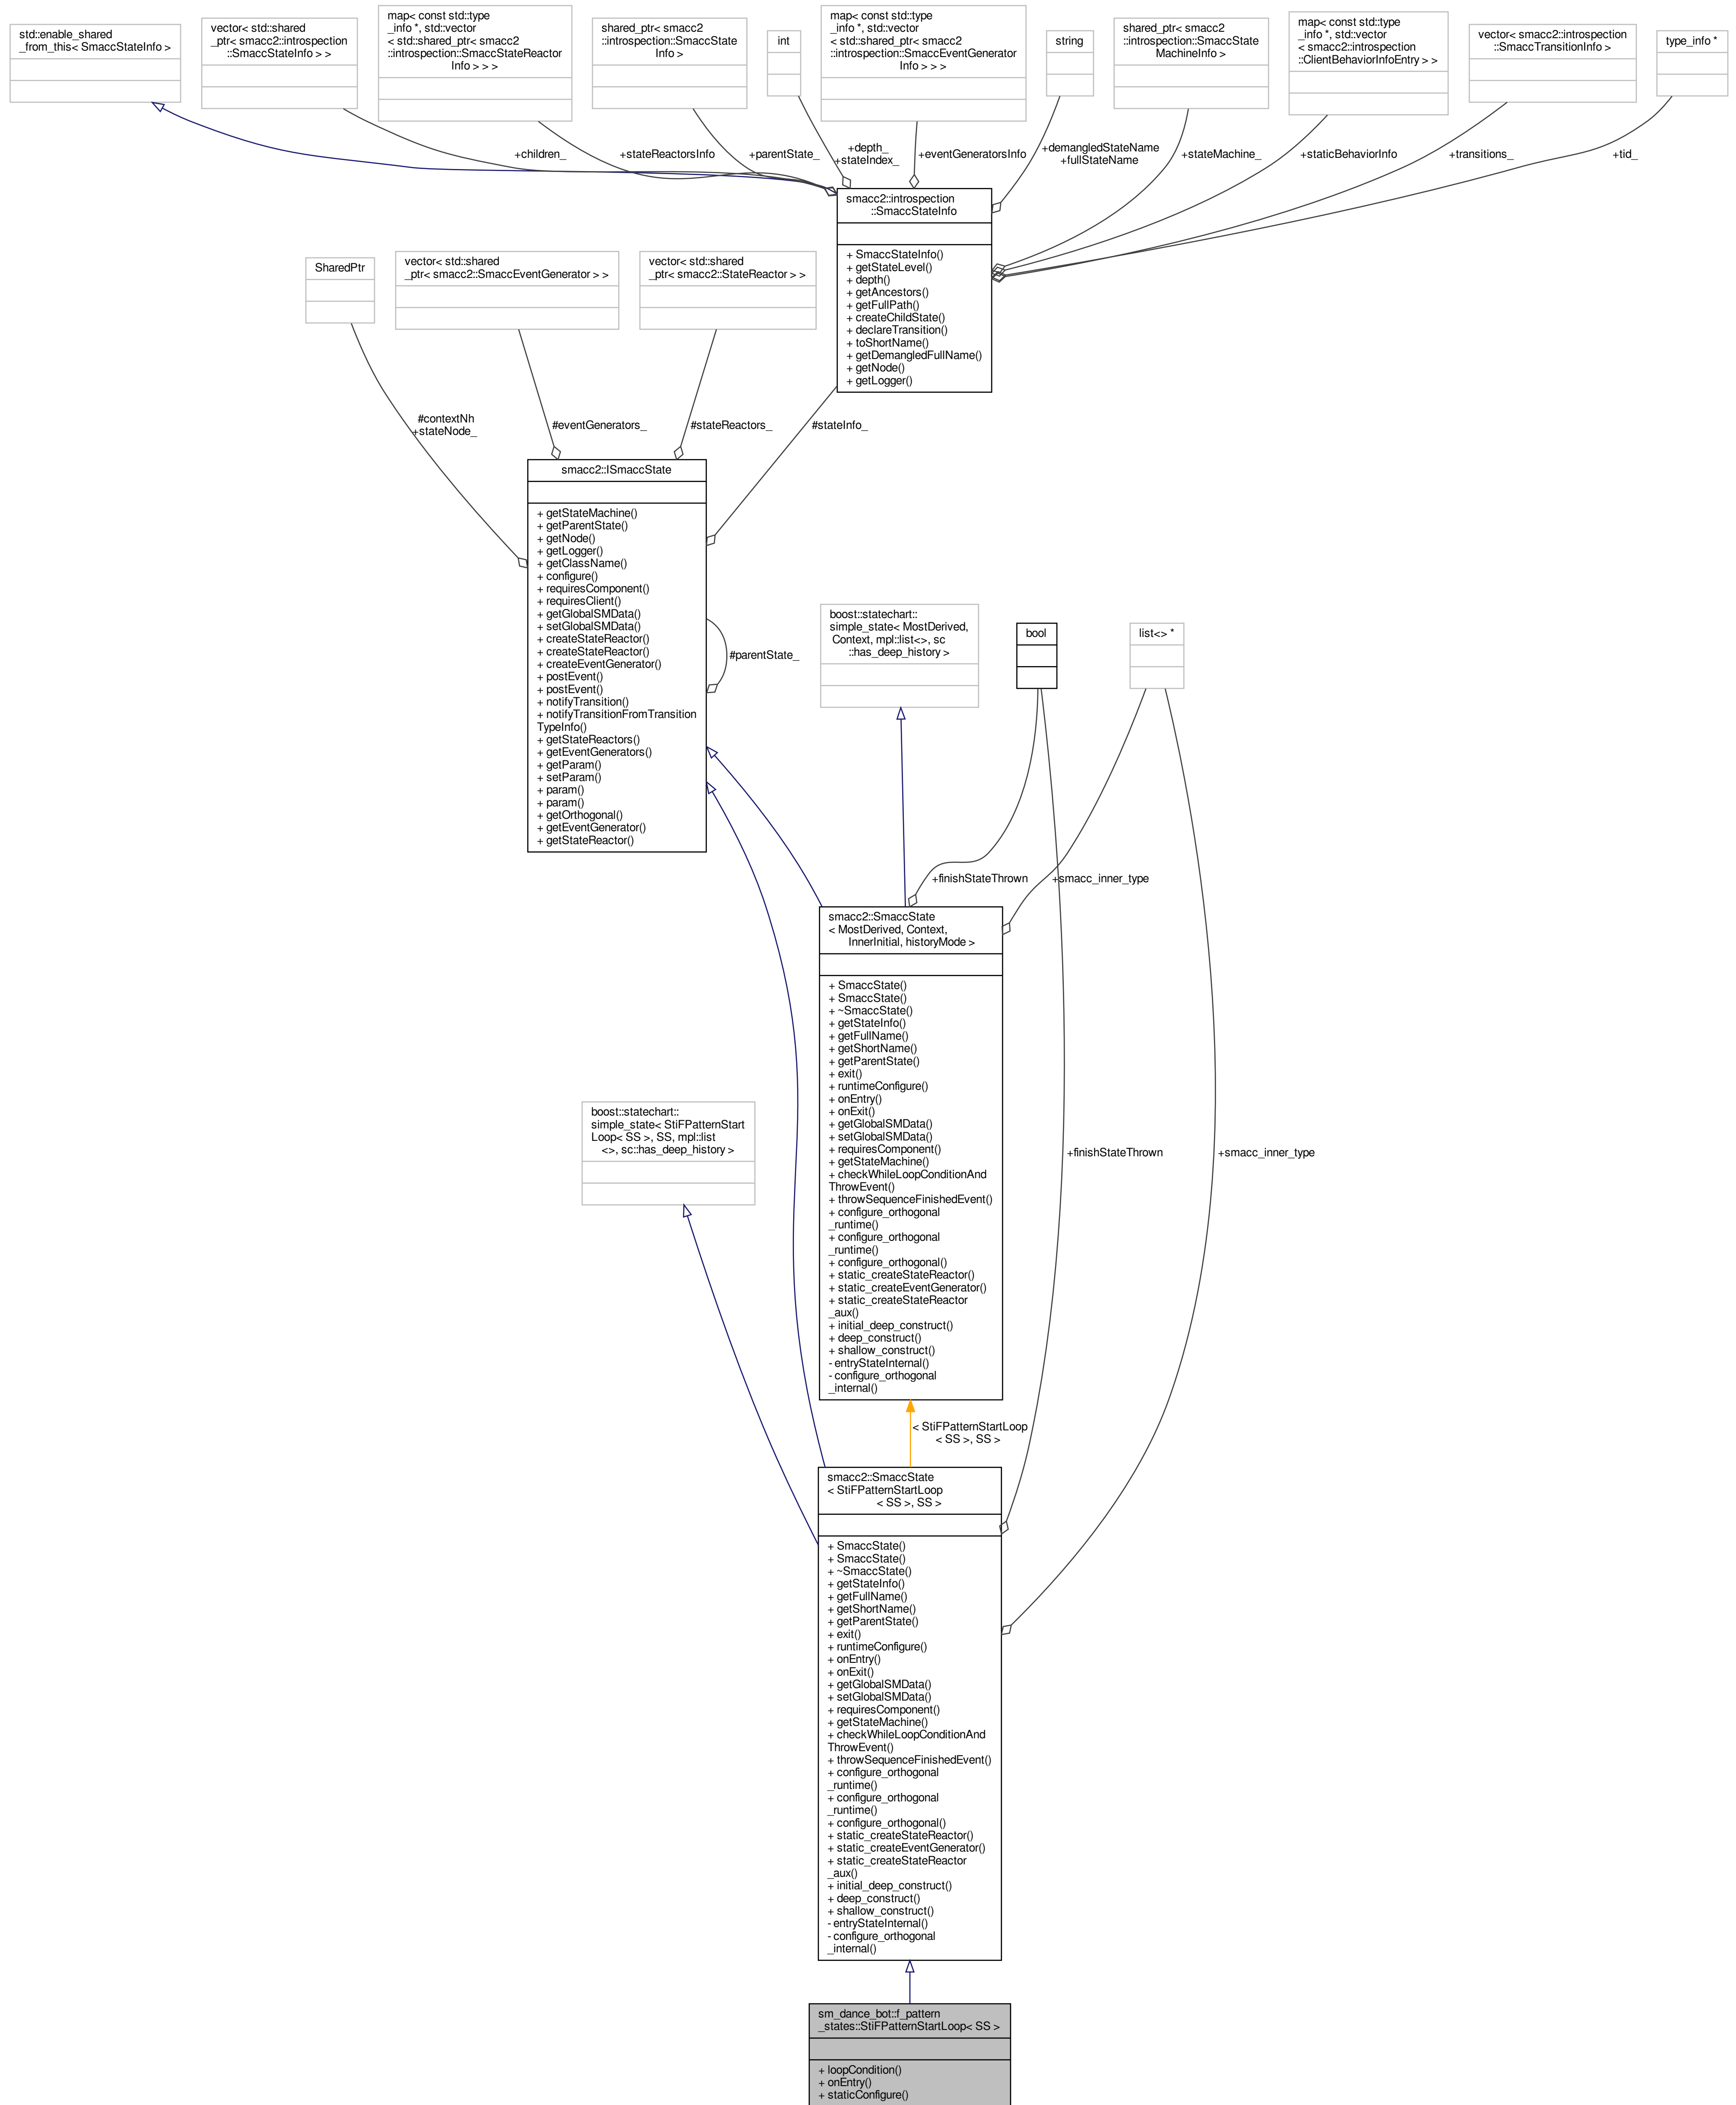 std::enable_shared
_from_this< SmaccStateInfo >
vector< std::shared
_ptr< smacc2::introspection
::SmaccStateInfo > >
map< const std::type
_info *, std::vector
< std::shared_ptr< smacc2
::introspection::SmaccStateReactor
Info > > >
shared_ptr< smacc2
::introspection::SmaccState
Info >
int
map< const std::type
_info *, std::vector
< std::shared_ptr< smacc2
::introspection::SmaccEventGenerator
Info > > >
string
shared_ptr< smacc2
::introspection::SmaccState
MachineInfo >
map< const std::type
_info *, std::vector
< smacc2::introspection
::ClientBehaviorInfoEntry > >
vector< smacc2::introspection
::SmaccTransitionInfo >
type_info *
+children_
+stateReactorsInfo
+parentState_
+depth_
+stateIndex_
+eventGeneratorsInfo
+demangledStateName
+fullStateName
+stateMachine_
+staticBehaviorInfo
+transitions_
+tid_
smacc2::introspection
::SmaccStateInfo
+ SmaccStateInfo()
+ getStateLevel()
+ depth()
+ getAncestors()
+ getFullPath()
+ createChildState()
+ declareTransition()
+ toShortName()
+ getDemangledFullName()
+ getNode()
+ getLogger()
SharedPtr
vector< std::shared
_ptr< smacc2::SmaccEventGenerator > >
vector< std::shared
_ptr< smacc2::StateReactor > >
#contextNh
+stateNode_
#eventGenerators_
#stateReactors_
#stateInfo_
smacc2::ISmaccState
+ getStateMachine()
+ getParentState()
+ getNode()
+ getLogger()
+ getClassName()
+ configure()
+ requiresComponent()
+ requiresClient()
+ getGlobalSMData()
+ setGlobalSMData()
+ createStateReactor()
+ createStateReactor()
+ createEventGenerator()
+ postEvent()
+ postEvent()
+ notifyTransition()
+ notifyTransitionFromTransition
TypeInfo()
+ getStateReactors()
+ getEventGenerators()
+ getParam()
+ setParam()
+ param()
+ param()
+ getOrthogonal()
+ getEventGenerator()
+ getStateReactor()
#parentState_
boost::statechart::
simple_state< MostDerived,
Context, mpl::list<>, sc
::has_deep_history >
bool
list<> *
+finishStateThrown
+smacc_inner_type
smacc2::SmaccState
< MostDerived, Context,
InnerInitial, historyMode >
+ SmaccState()
+ SmaccState()
+ ~SmaccState()
+ getStateInfo()
+ getFullName()
+ getShortName()
+ getParentState()
+ exit()
+ runtimeConfigure()
+ onEntry()
+ onExit()
+ getGlobalSMData()
+ setGlobalSMData()
+ requiresComponent()
+ getStateMachine()
+ checkWhileLoopConditionAnd
ThrowEvent()
+ throwSequenceFinishedEvent()
+ configure_orthogonal
_runtime()
+ configure_orthogonal
_runtime()
+ configure_orthogonal()
+ static_createStateReactor()
+ static_createEventGenerator()
+ static_createStateReactor
_aux()
+ initial_deep_construct()
+ deep_construct()
+ shallow_construct()
- entryStateInternal()
- configure_orthogonal
_internal()
boost::statechart::
simple_state< StiFPatternStart
Loop< SS >, SS, mpl::list
<>, sc::has_deep_history >
+finishStateThrown
+smacc_inner_type
< StiFPatternStartLoop
< SS >, SS >
smacc2::SmaccState
< StiFPatternStartLoop
< SS >, SS >
+ SmaccState()
+ SmaccState()
+ ~SmaccState()
+ getStateInfo()
+ getFullName()
+ getShortName()
+ getParentState()
+ exit()
+ runtimeConfigure()
+ onEntry()
+ onExit()
+ getGlobalSMData()
+ setGlobalSMData()
+ requiresComponent()
+ getStateMachine()
+ checkWhileLoopConditionAnd
ThrowEvent()
+ throwSequenceFinishedEvent()
+ configure_orthogonal
_runtime()
+ configure_orthogonal
_runtime()
+ configure_orthogonal()
+ static_createStateReactor()
+ static_createEventGenerator()
+ static_createStateReactor
_aux()
+ initial_deep_construct()
+ deep_construct()
+ shallow_construct()
- entryStateInternal()
- configure_orthogonal
_internal()
sm_dance_bot::f_pattern
_states::StiFPatternStartLoop< SS >
+ loopCondition()
+ onEntry()
+ staticConfigure()